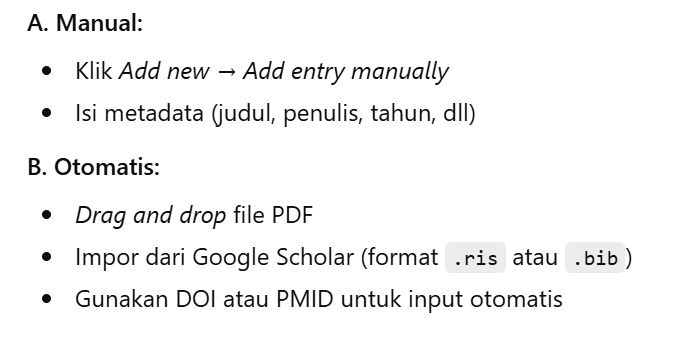 A. Manual:
• Klik Add new → Add entry manually
• Isi metadata (judul, penulis, tahun, dll)
B. Otomatis:
• Drag and drop file PDF
• Impor dari Google Scholar (format .ris atau .bib)
• Gunakan DOI atau PMID untuk input otomatis